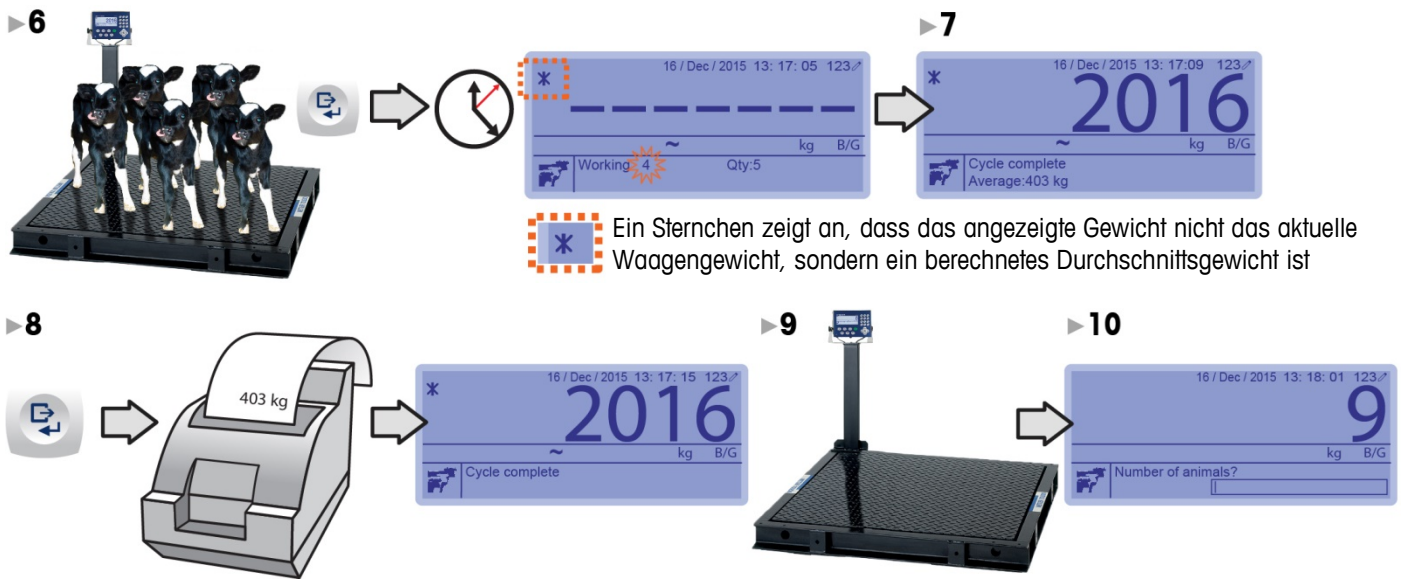 ▶6
16 / Dec / 2015 13: 17: 05 123
*
– – – – – – –
~ kg B/G
Working 4 Qty:5
▶7
16 / Dec / 2015 13: 17:09 123
*
2016
~ kg B/G
Cycle complete
Average:403 kg
* Ein Sternchen zeigt an, dass das angezeigte Gewicht nicht das aktuelle
Waagengewicht, sondern ein berechnetes Durchschnittsgewicht ist
▶8
403 kg
16 / Dec / 2015 13: 17: 15 123
*
2016
~ kg B/G
Cycle complete
▶9
▶10
16 / Dec / 2015 13: 18: 01 123
9
kg B/G
Number of animals?